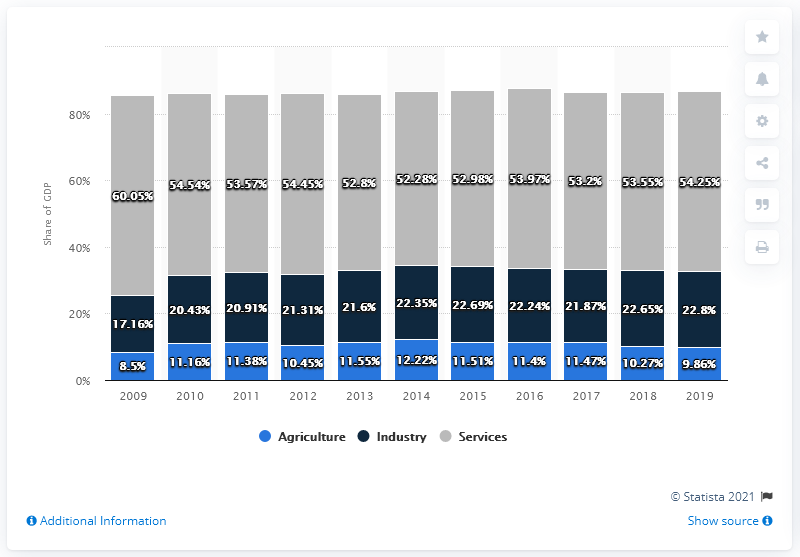 80%
60%
40%
20%
0%
Share of GDP
60.05% 54.54% 53.57% 54.45% 52.8% 52.28% 52.98% 53.97% 53.2% 53.55% 54.25%
17.16% 20.43% 20.91% 21.31% 21.6% 22.35% 22.69% 22.24% 21.87% 22.65% 22.8%
8.5% 11.16% 11.38% 10.45% 11.55% 12.22% 11.51% 11.4% 11.47% 10.27% 9.86%
2009 2010 2011 2012 2013 2014 2015 2016 2017 2018 2019
Agriculture Industry Services
© Statista 2021
Additional Information
Show source